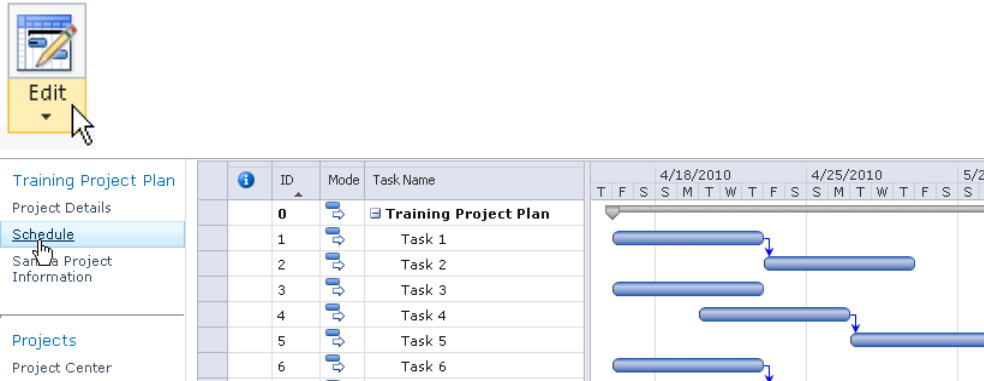 Edit
Training Project Plan
Project Details
Schedule
Project
Information
Projects
Project Center
ID Mode Task Name
0 Training Project Plan
1 Task 1
2 Task 2
3 Task 3
4 Task 4
5 Task 5
6 Task 6
4/18/2010 4/25/2010 5/2
T F S S M T W T F S S M T W T F S S